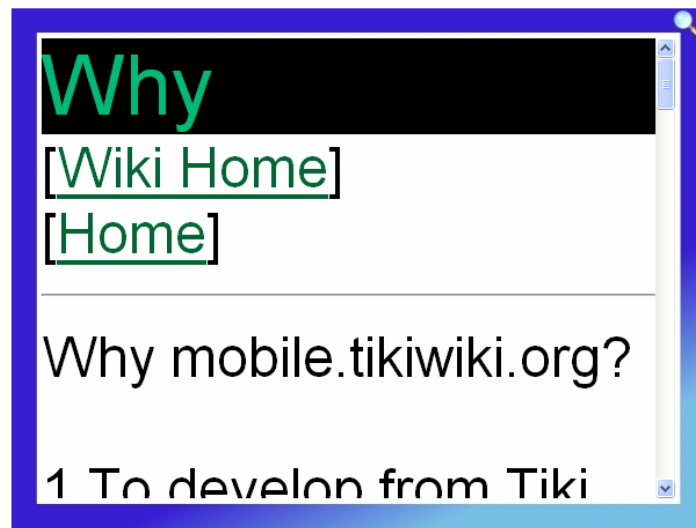 Why
[Wiki Home]
[Home]
Why mobile.tikiwiki.org?
1 To develop from Tiki